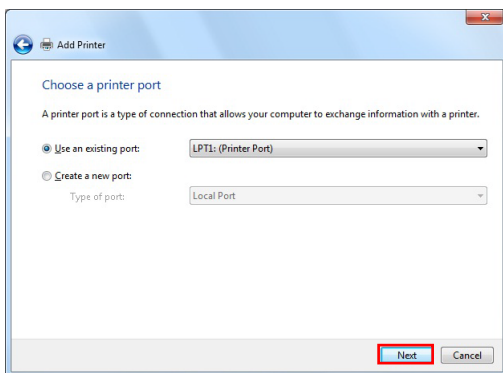 Add Printer
Choose a printer port
A printer port is a type of connection that allows your computer to exchange information with a printer.
Use an existing port: LPT1: (Printer Port)
Create a new port:
Type of port: Local Port
Next Cancel